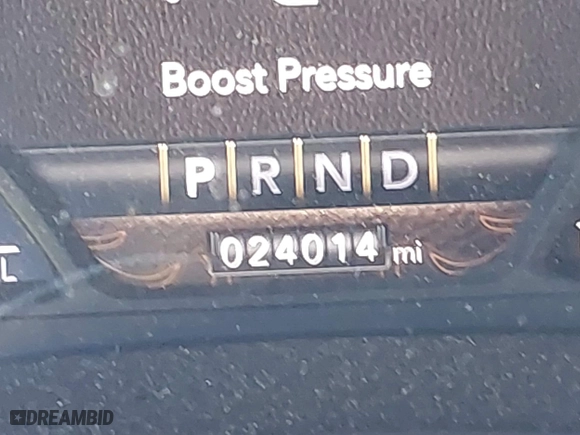 Boost Pressure
P R N D
024014 mi
L
DREAMBID